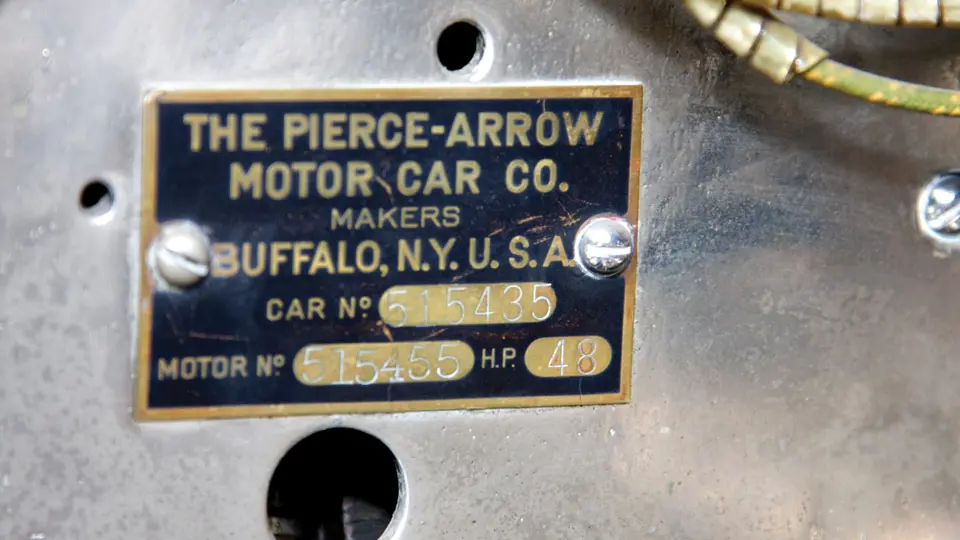 THE PIERCE-ARROW
MOTOR CAR CO.
MAKERS
BUFFALO, N.Y. U.S.A.
CAR Nº 515435
MOTOR Nº 515455 H.P. 48